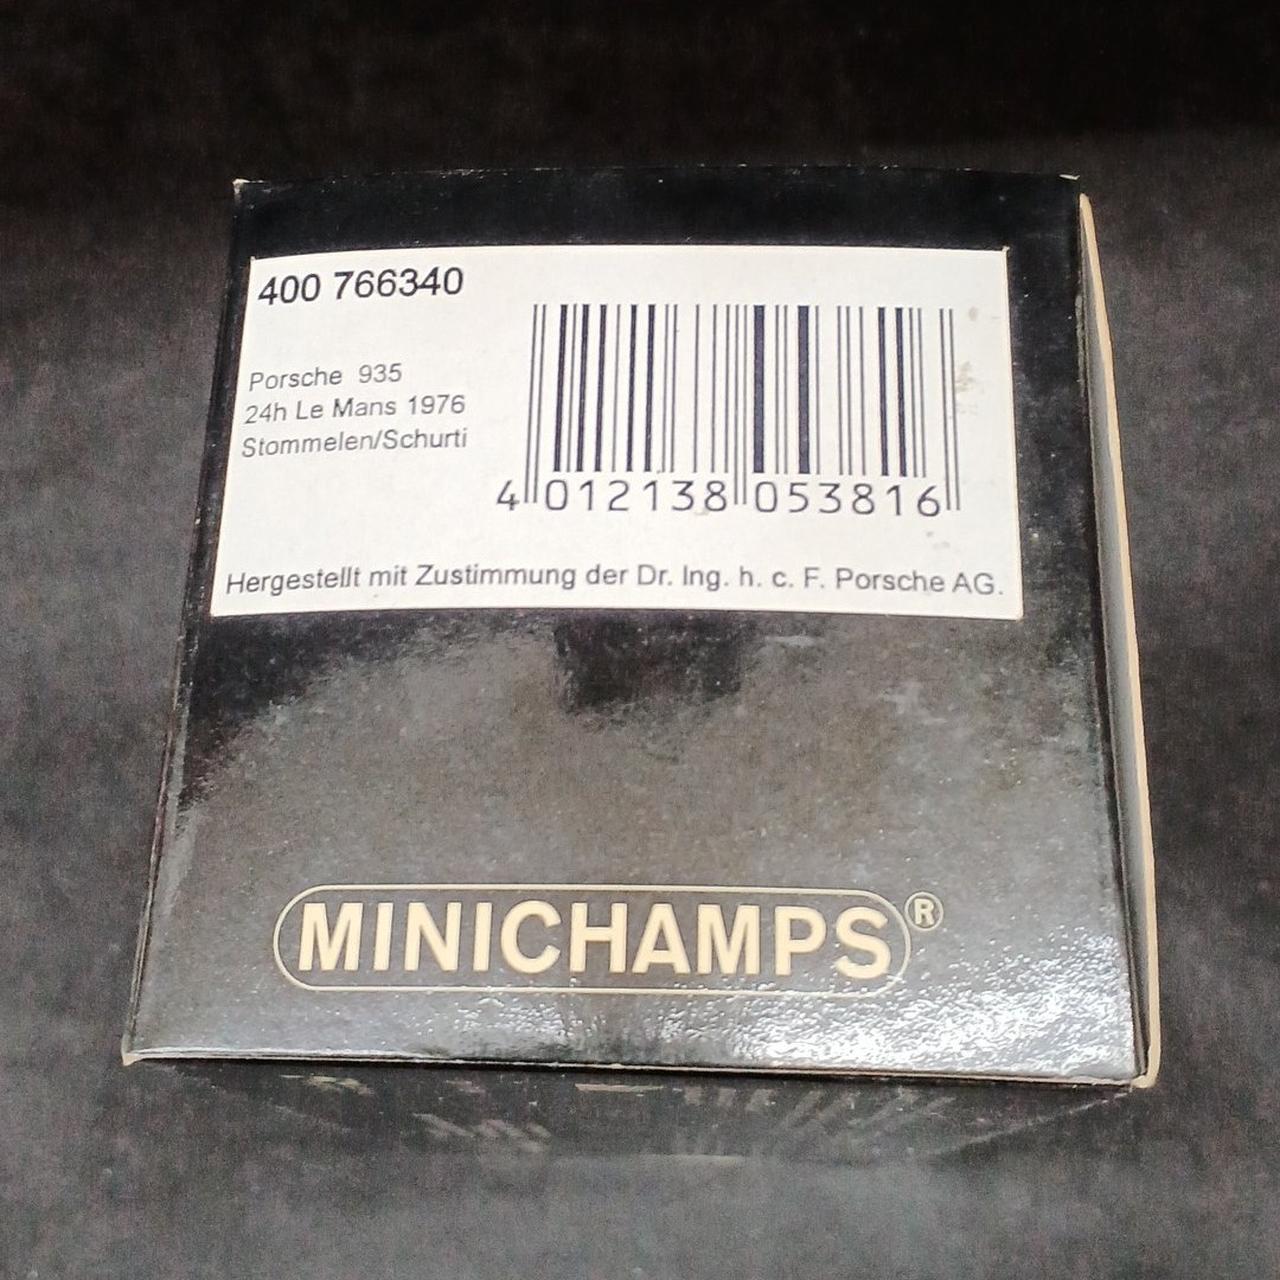 400 766340
Porsche 935
24h Le Mans 1976
Stommelen/Schurti
4 012138 053816
Hergestellt mit Zustimmung der Dr. Ing. h. c. F. Porsche AG.
MINICHAMPS®